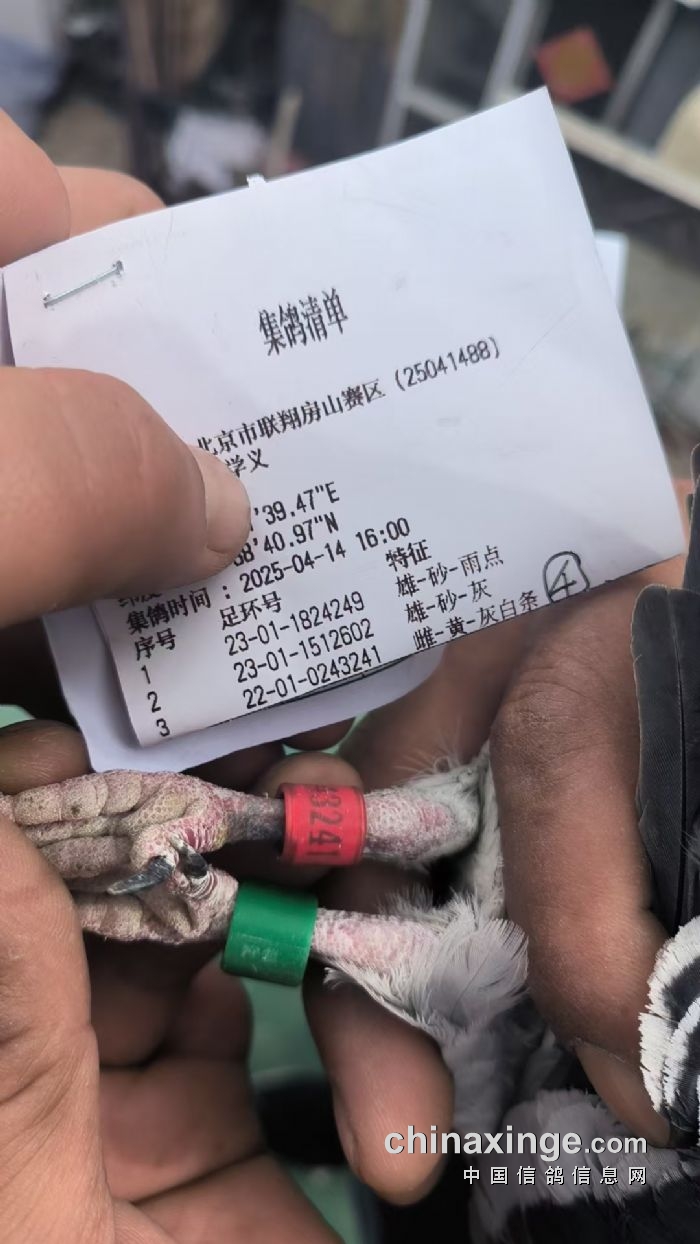 集鸽清单
北京市联翔房山赛区 (25041488)
学义
'39.47"E
38'40.97"N
集鸽时间 : 2025-04-14 16:00
序号 足环号 特征
1 23-01-1824249 雄-砂-雨点
2 23-01-1512602 雄-砂-灰
3 22-01-0243241 雌-黄-灰白条
4
3241
chinaxinge.com
中国信鸽信息网